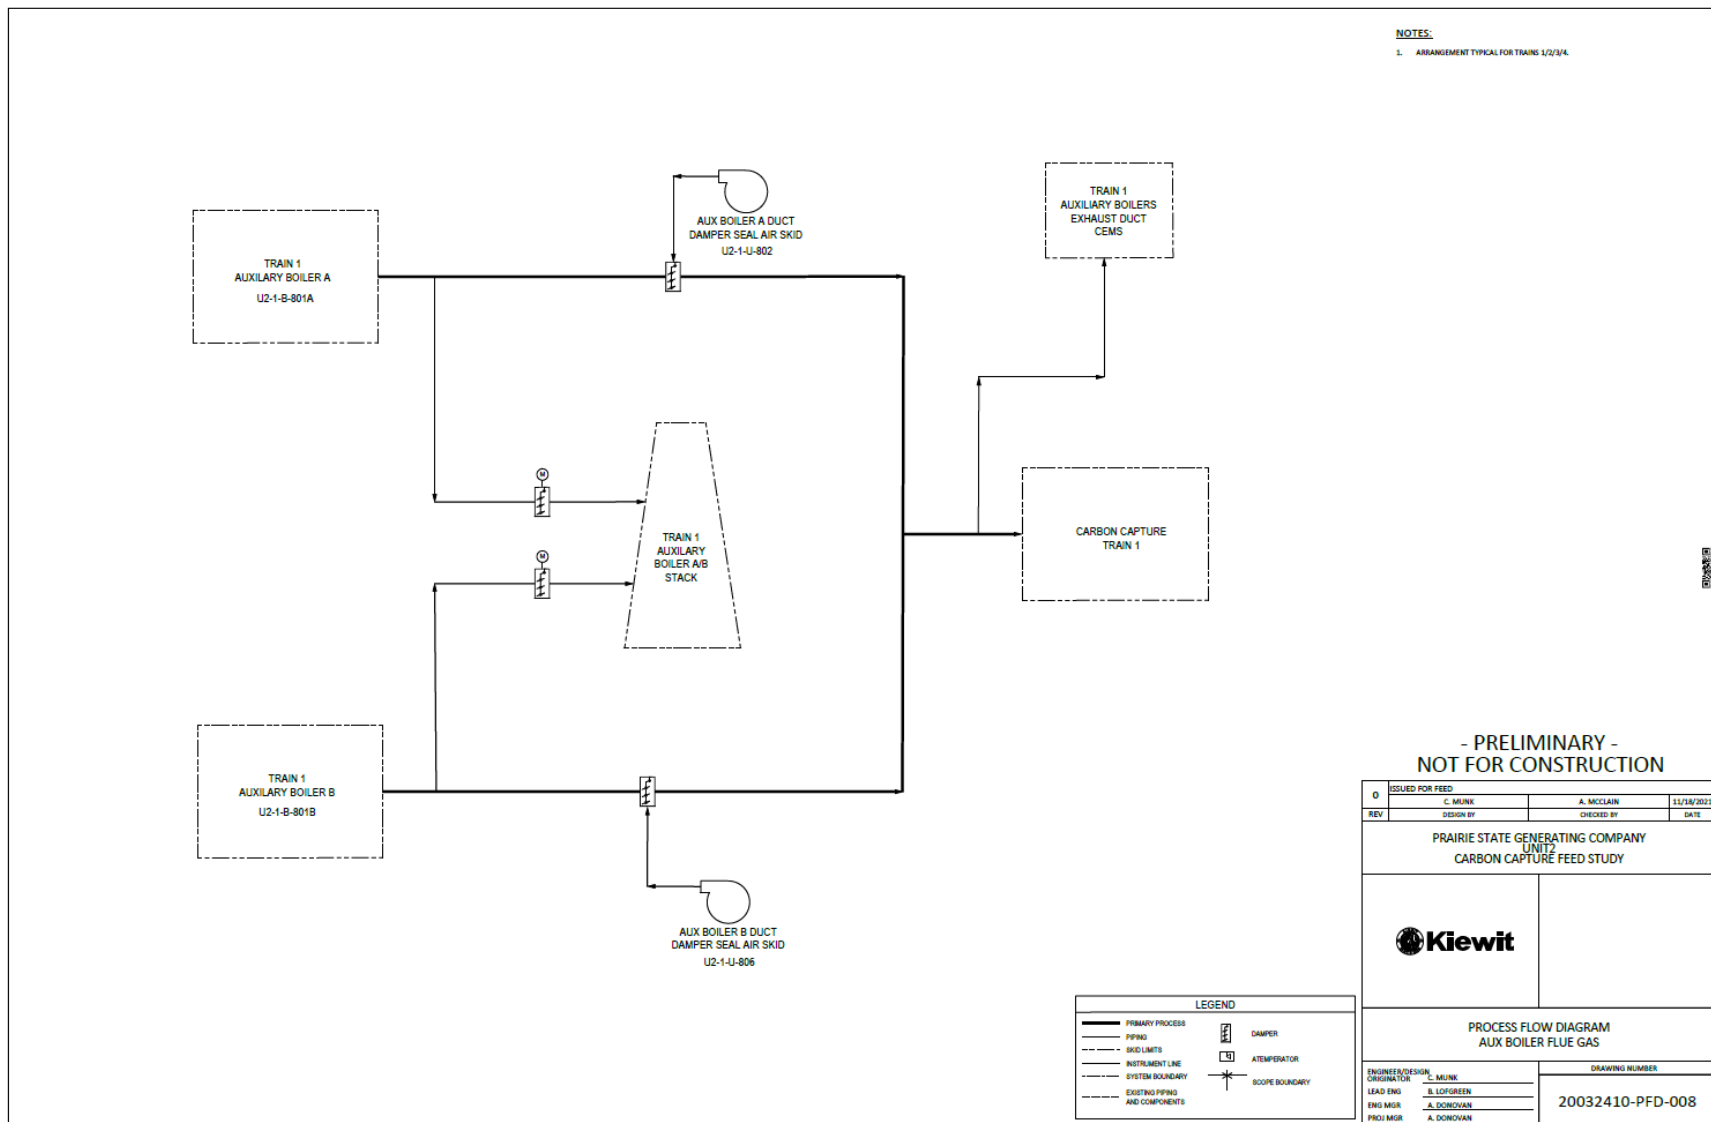 NOTES:
1. ARRANGEMENT TYPICAL FOR TRAINS 1/2/3/4.
AUX BOILER A DUCT
DAMPER SEAL AIR SKID
U2-1-U-802
TRAIN 1
AUXILIARY BOILERS
EXHAUST DUCT
CEMS
TRAIN 1
AUXILARY BOILER A
U2-1-B-801A
M
M
TRAIN 1
AUXILARY
BOILER A/B
STACK
CARBON CAPTURE
TRAIN 1
TRAIN 1
AUXILARY BOILER B
U2-1-B-801B
AUX BOILER B DUCT
DAMPER SEAL AIR SKID
U2-1-U-806
- PRELIMINARY -
NOT FOR CONSTRUCTION
0 ISSUED FOR FEED
C. MUNK A. MCCLAIN 11/18/2021
REV DESIGN BY CHECKED BY DATE
PRAIRIE STATE GENERATING COMPANY
UNIT2
CARBON CAPTURE FEED STUDY
Kiewit
PROCESS FLOW DIAGRAM
AUX BOILER FLUE GAS
ENGINEER/DESIGN
ORIGINATOR C. MUNK
LEAD ENG B. LOFGREEN
ENG MGR A. DONOVAN
PROJ MGR A. DONOVAN
DRAWING NUMBER
20032410-PFD-008
LEGEND
PRIMARY PROCESS
PIPING
SKID LIMITS
INSTRUMENT LINE
SYSTEM BOUNDARY
EXISTING PIPING
AND COMPONENTS
DAMPER
ATEMPERATOR
SCOPE BOUNDARY